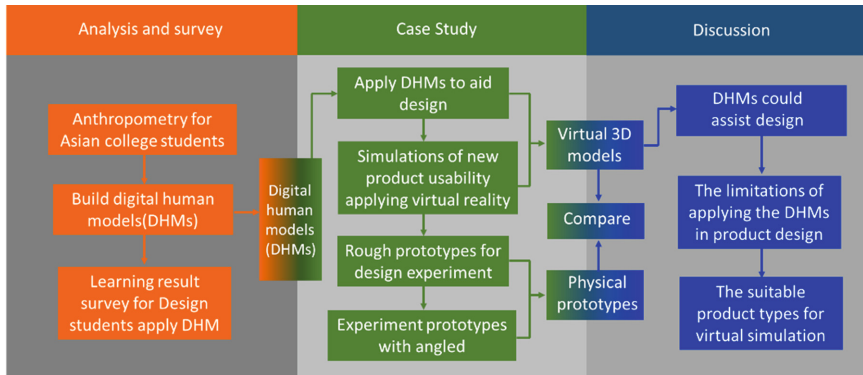 Analysis and survey
Case Study
Discussion
Anthropometry for
Asian college students
Build digital human
models(DHMs)
Learning result
survey for Design
students apply DHM
Digital
human
models
(DHMs)
Apply DHMs to aid
design
Simulations of new
product usability
applying virtual reality
Rough prototypes for
design experiment
Experiment prototypes
with angled
Virtual 3D
models
Compare
Physical
prototypes
DHMs could
assist design
The limitations of
applying the DHMs
in product design
The suitable
product types for
virtual simulation